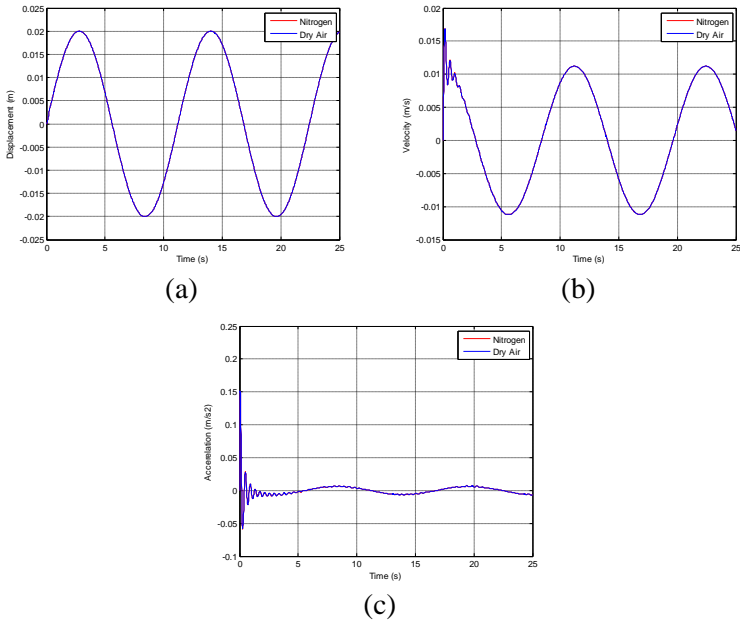 0.025
0.02
0.015
0.01
0.005
0
-0.005
-0.01
-0.015
-0.02
-0.025
Displacement (m)
0 5 10 15 20 25
Time (s)
Nitrogen
Dry Air
(a)
0.02
0.015
0.01
0.005
0
-0.005
-0.01
-0.015
Velocity (m/s)
0 5 10 15 20 25
Time (s)
Nitrogen
Dry Air
(b)
0.25
0.2
0.15
0.1
0.05
0
-0.05
-0.1
Accerelation (m/s2)
0 5 10 15 20 25
Time (s)
Nitrogen
Dry Air
(c)